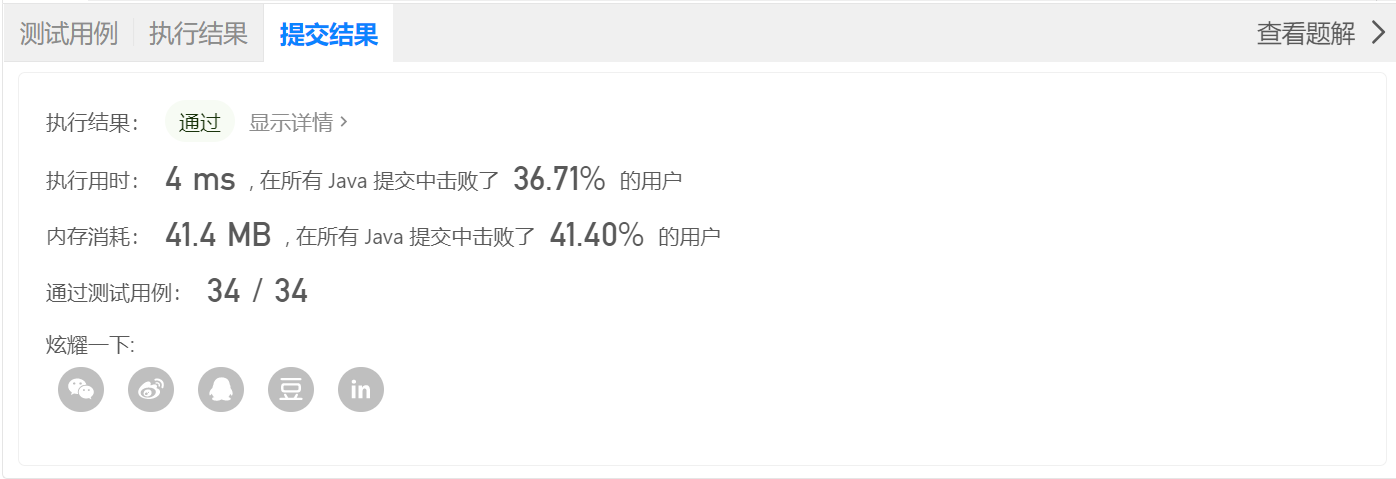 测试用例 执行结果 提交结果 查看题解
执行结果： 通过 显示详情
执行用时： 4 ms , 在所有 Java 提交中击败了 36.71% 的用户
内存消耗： 41.4 MB , 在所有 Java 提交中击败了 41.40% 的用户
通过测试用例： 34 / 34
炫耀一下:
豆 in